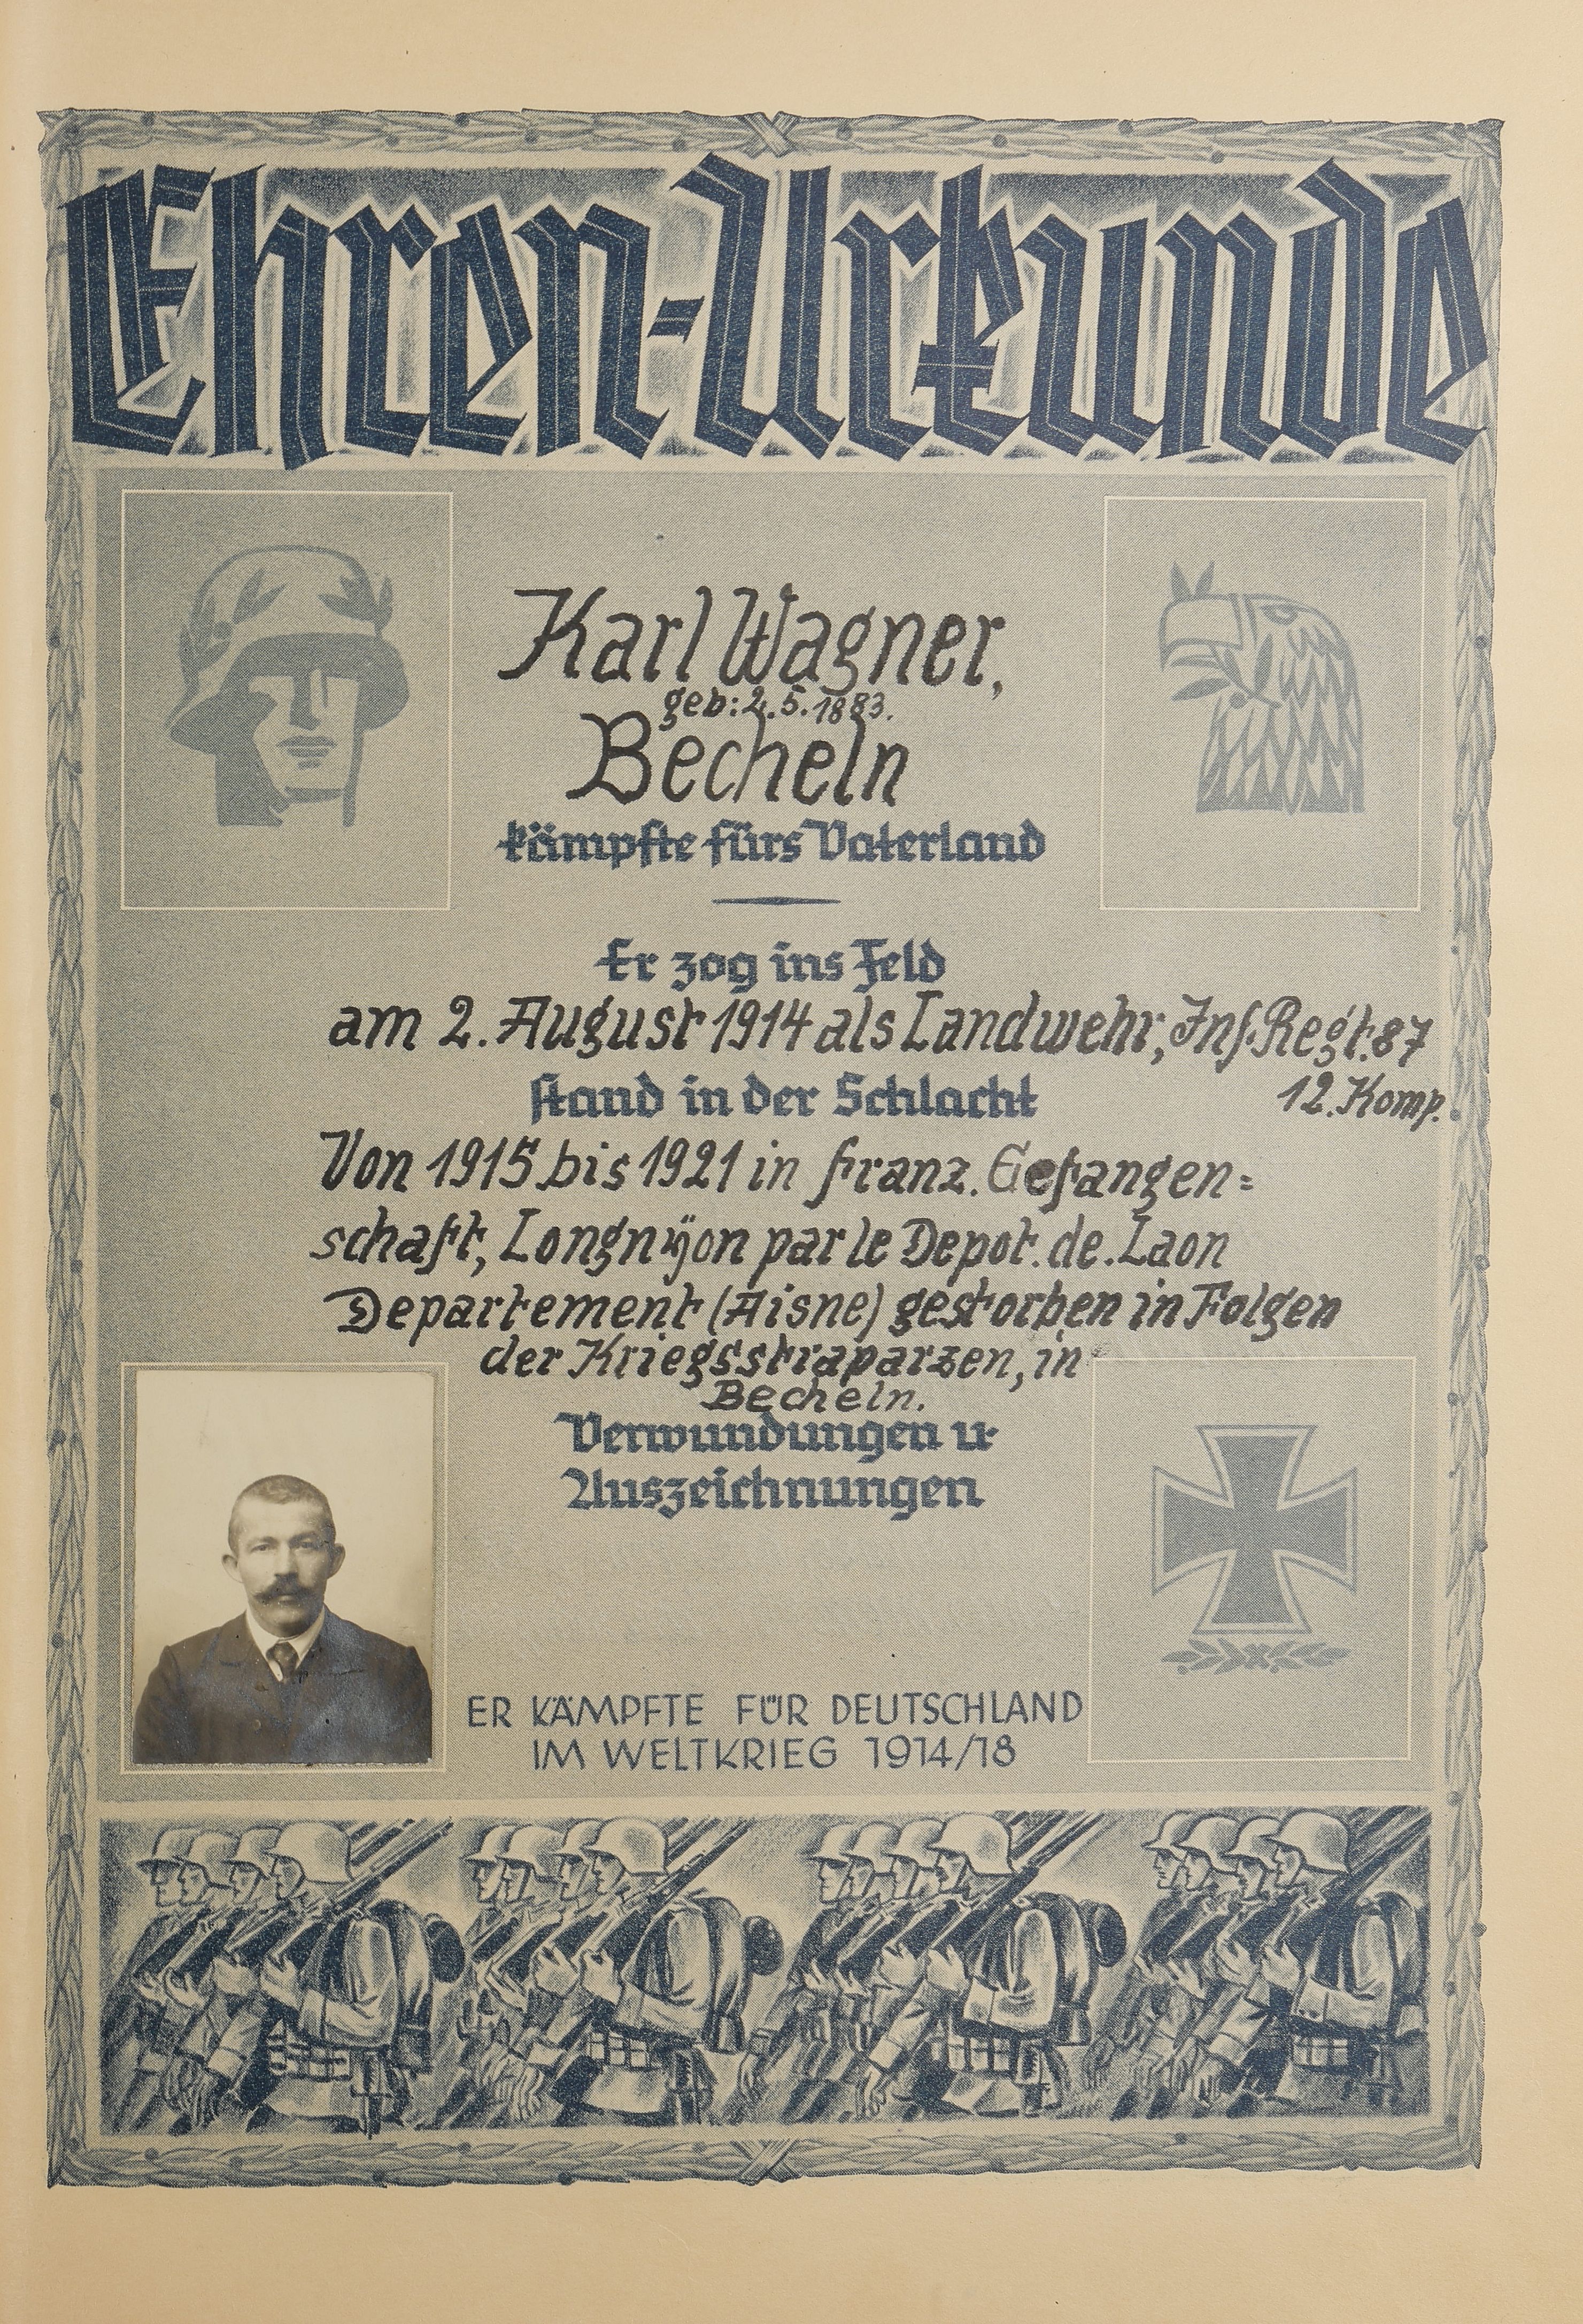 Ehren-Urkunde
Karl Wagner,
geb: 2.5.1883.
Becheln
kämpfte fürs Vaterland
Er zog ins Feld
am 2. August 1914 als Landwehr, Inf. Regt. 87
12. Komp.
stand in der Schlacht
Von 1915 bis 1921 in franz. Gefangen=
schaft, Longnÿon par le Depot. de. Laon
Departement (Aisne) gestorben in Folgen
der Kriegsstraparzen, in
Becheln.
Verwundungen u.
Auszeichnungen
ER KÄMPFTE FÜR DEUTSCHLAND
IM WELTKRIEG 1914/18